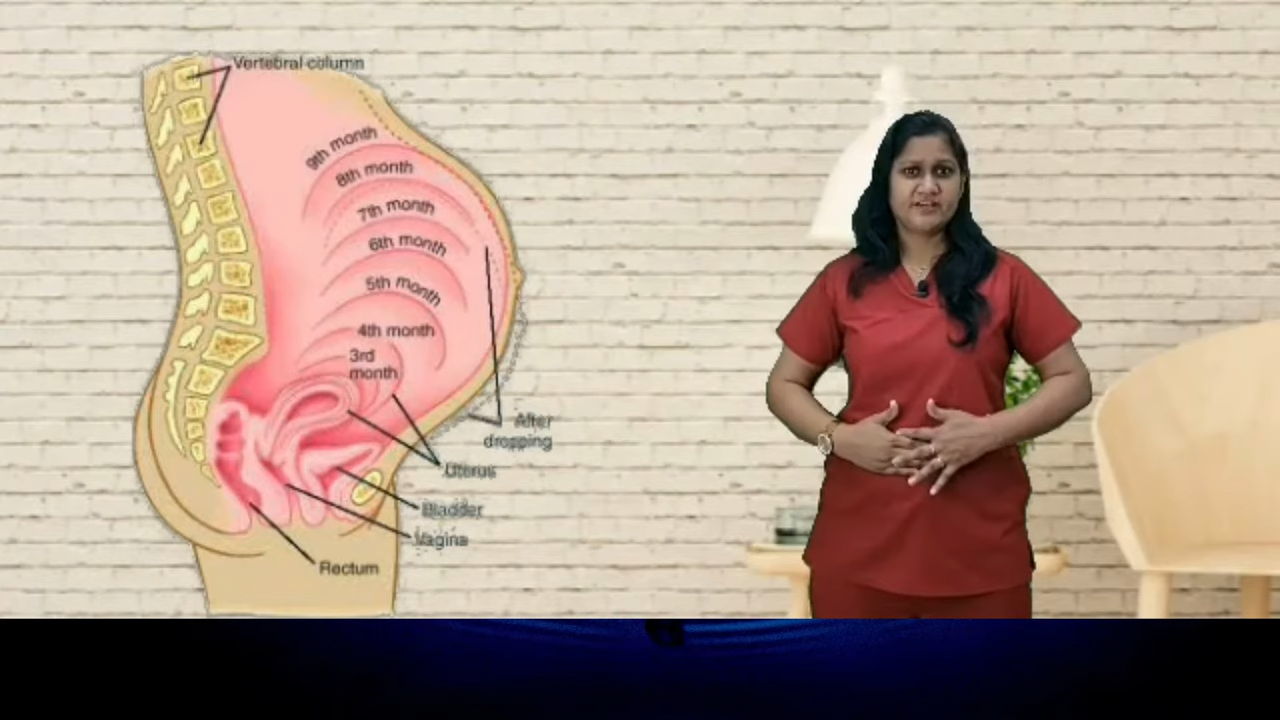 Vertebral column
9th month
8th month
7th month
6th month
5th month
4th month
3rd
month
After
dropping
Uterus
Bladder
Vagina
Rectum